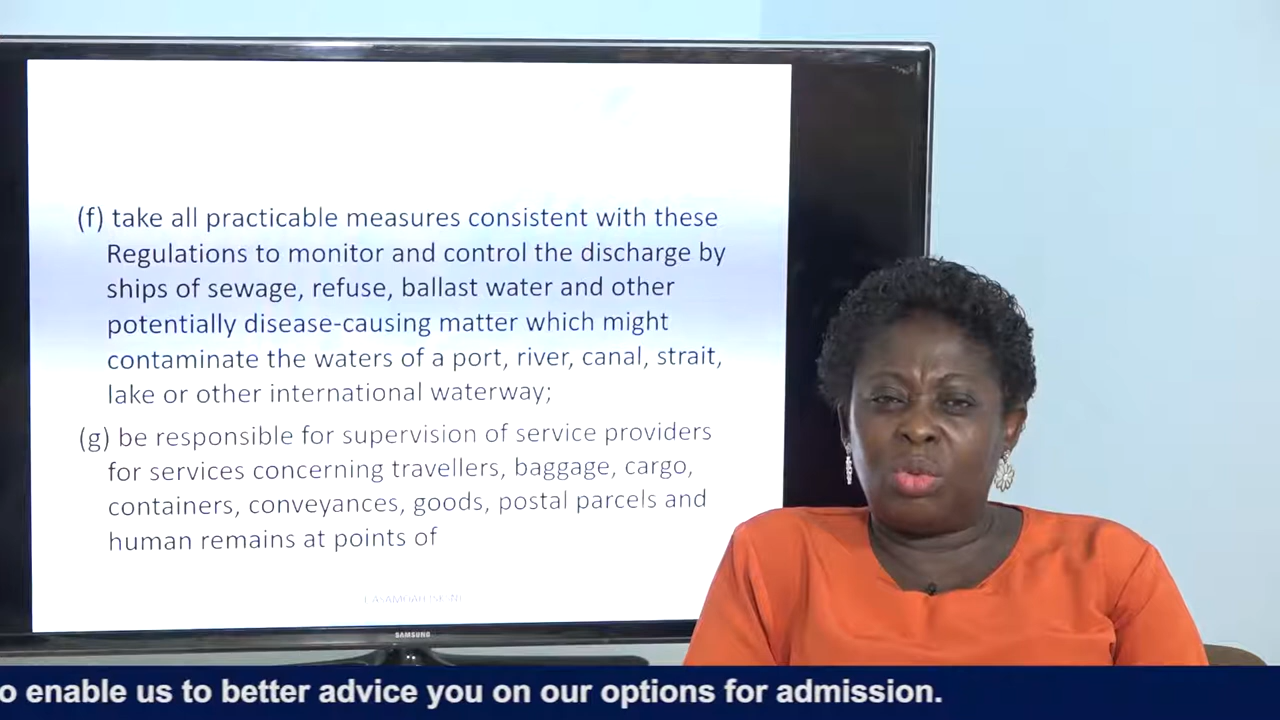 (f) take all practicable measures consistent with these
Regulations to monitor and control the discharge by
ships of sewage, refuse, ballast water and other
potentially disease-causing matter which might
contaminate the waters of a port, river, canal, strait,
lake or other international waterway;
(g) be responsible for supervision of service providers
for services concerning travellers, baggage, cargo,
containers, conveyances, goods, postal parcels and
human remains at points of
SAMSUNG
o enable us to better advice you on our options for admission.